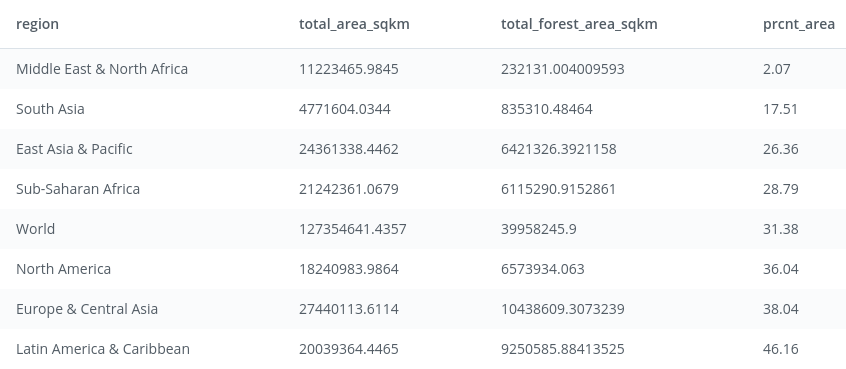 region total_area_sqkm total_forest_area_sqkm prcnt_area
Middle East & North Africa 11223465.9845 232131.004009593 2.07
South Asia 4771604.0344 835310.48464 17.51
East Asia & Pacific 24361338.4462 6421326.3921158 26.36
Sub-Saharan Africa 21242361.0679 6115290.9152861 28.79
World 127354641.4357 39958245.9 31.38
North America 18240983.9864 6573934.063 36.04
Europe & Central Asia 27440113.6114 10438609.3073239 38.04
Latin America & Caribbean 20039364.4465 9250585.88413525 46.16